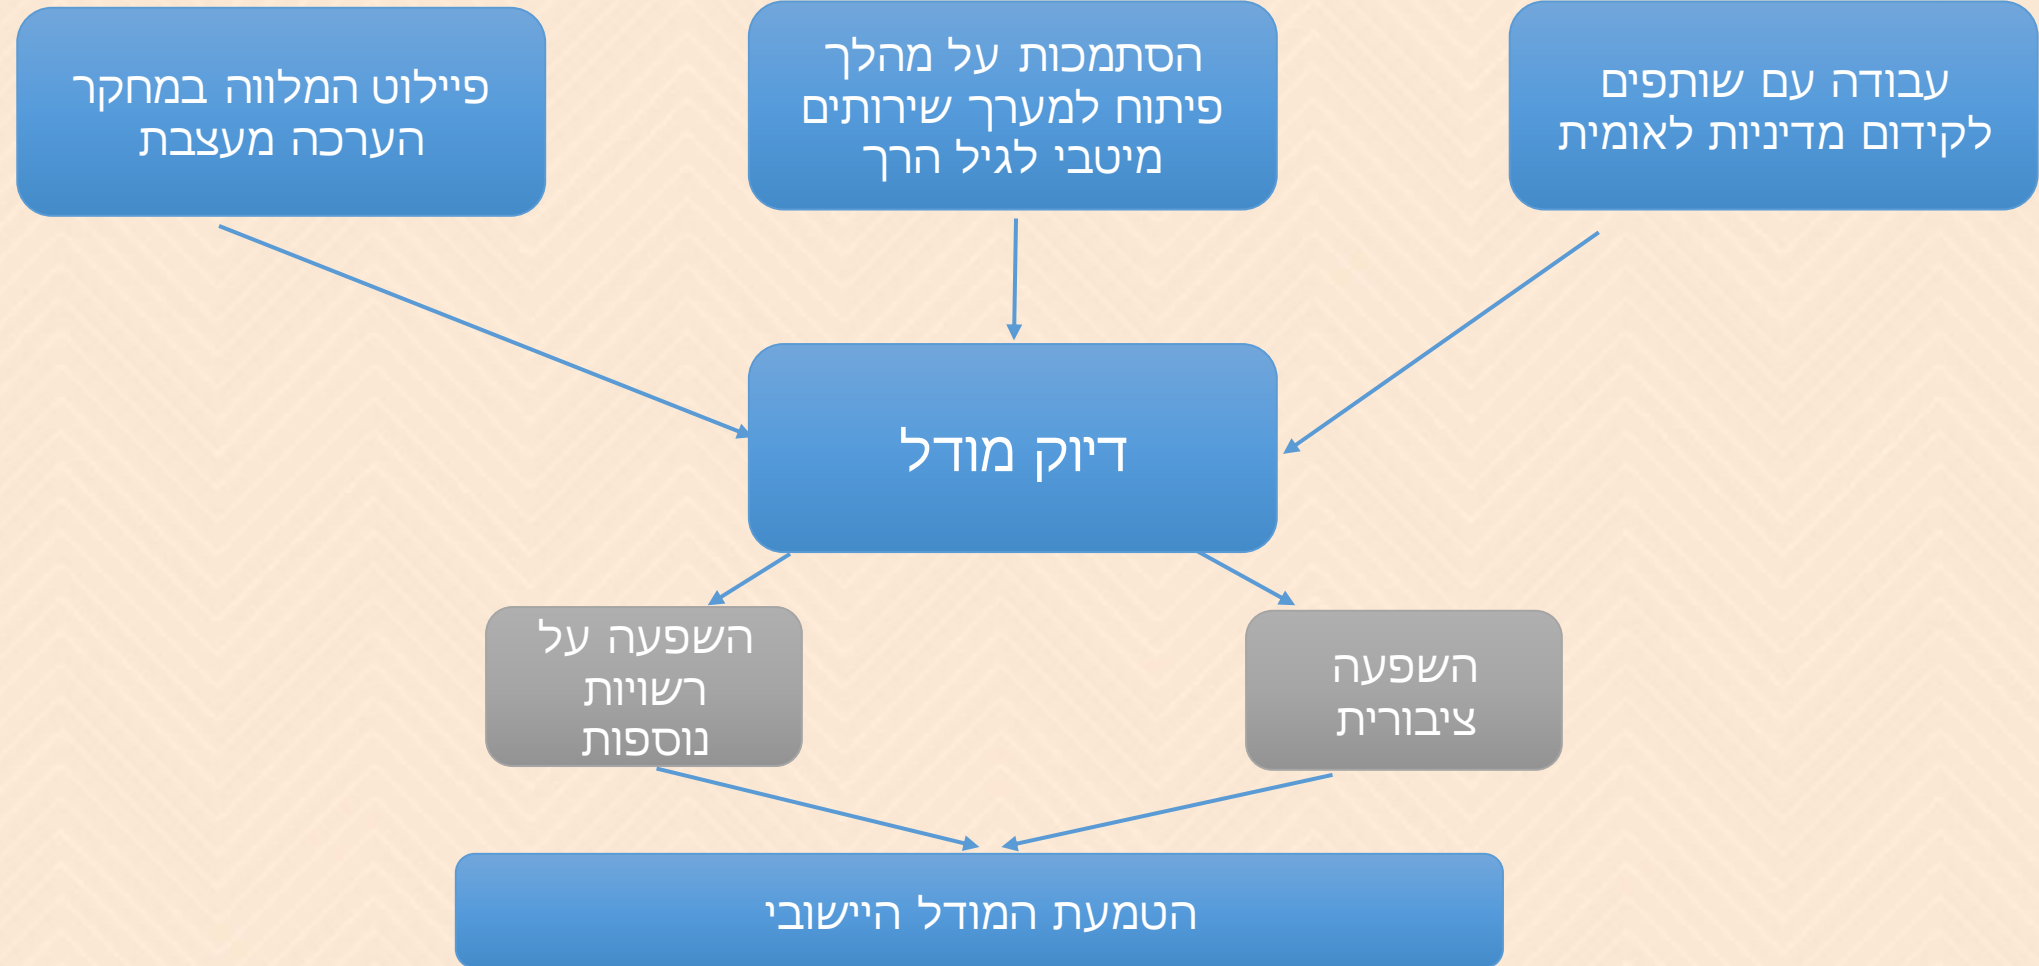 עבודה עם שותפים
לקידום מדיניות לאומית
הסתמכות על מהלך
פיתוח למערך שירותים
מיטבי לגיל הרך
פיילוט המלווה במחקר
הערכה מעצבת
דיוק מודל
השפעה
ציבורית
השפעה על
רשויות
נוספות
הטמעת המודל היישובי